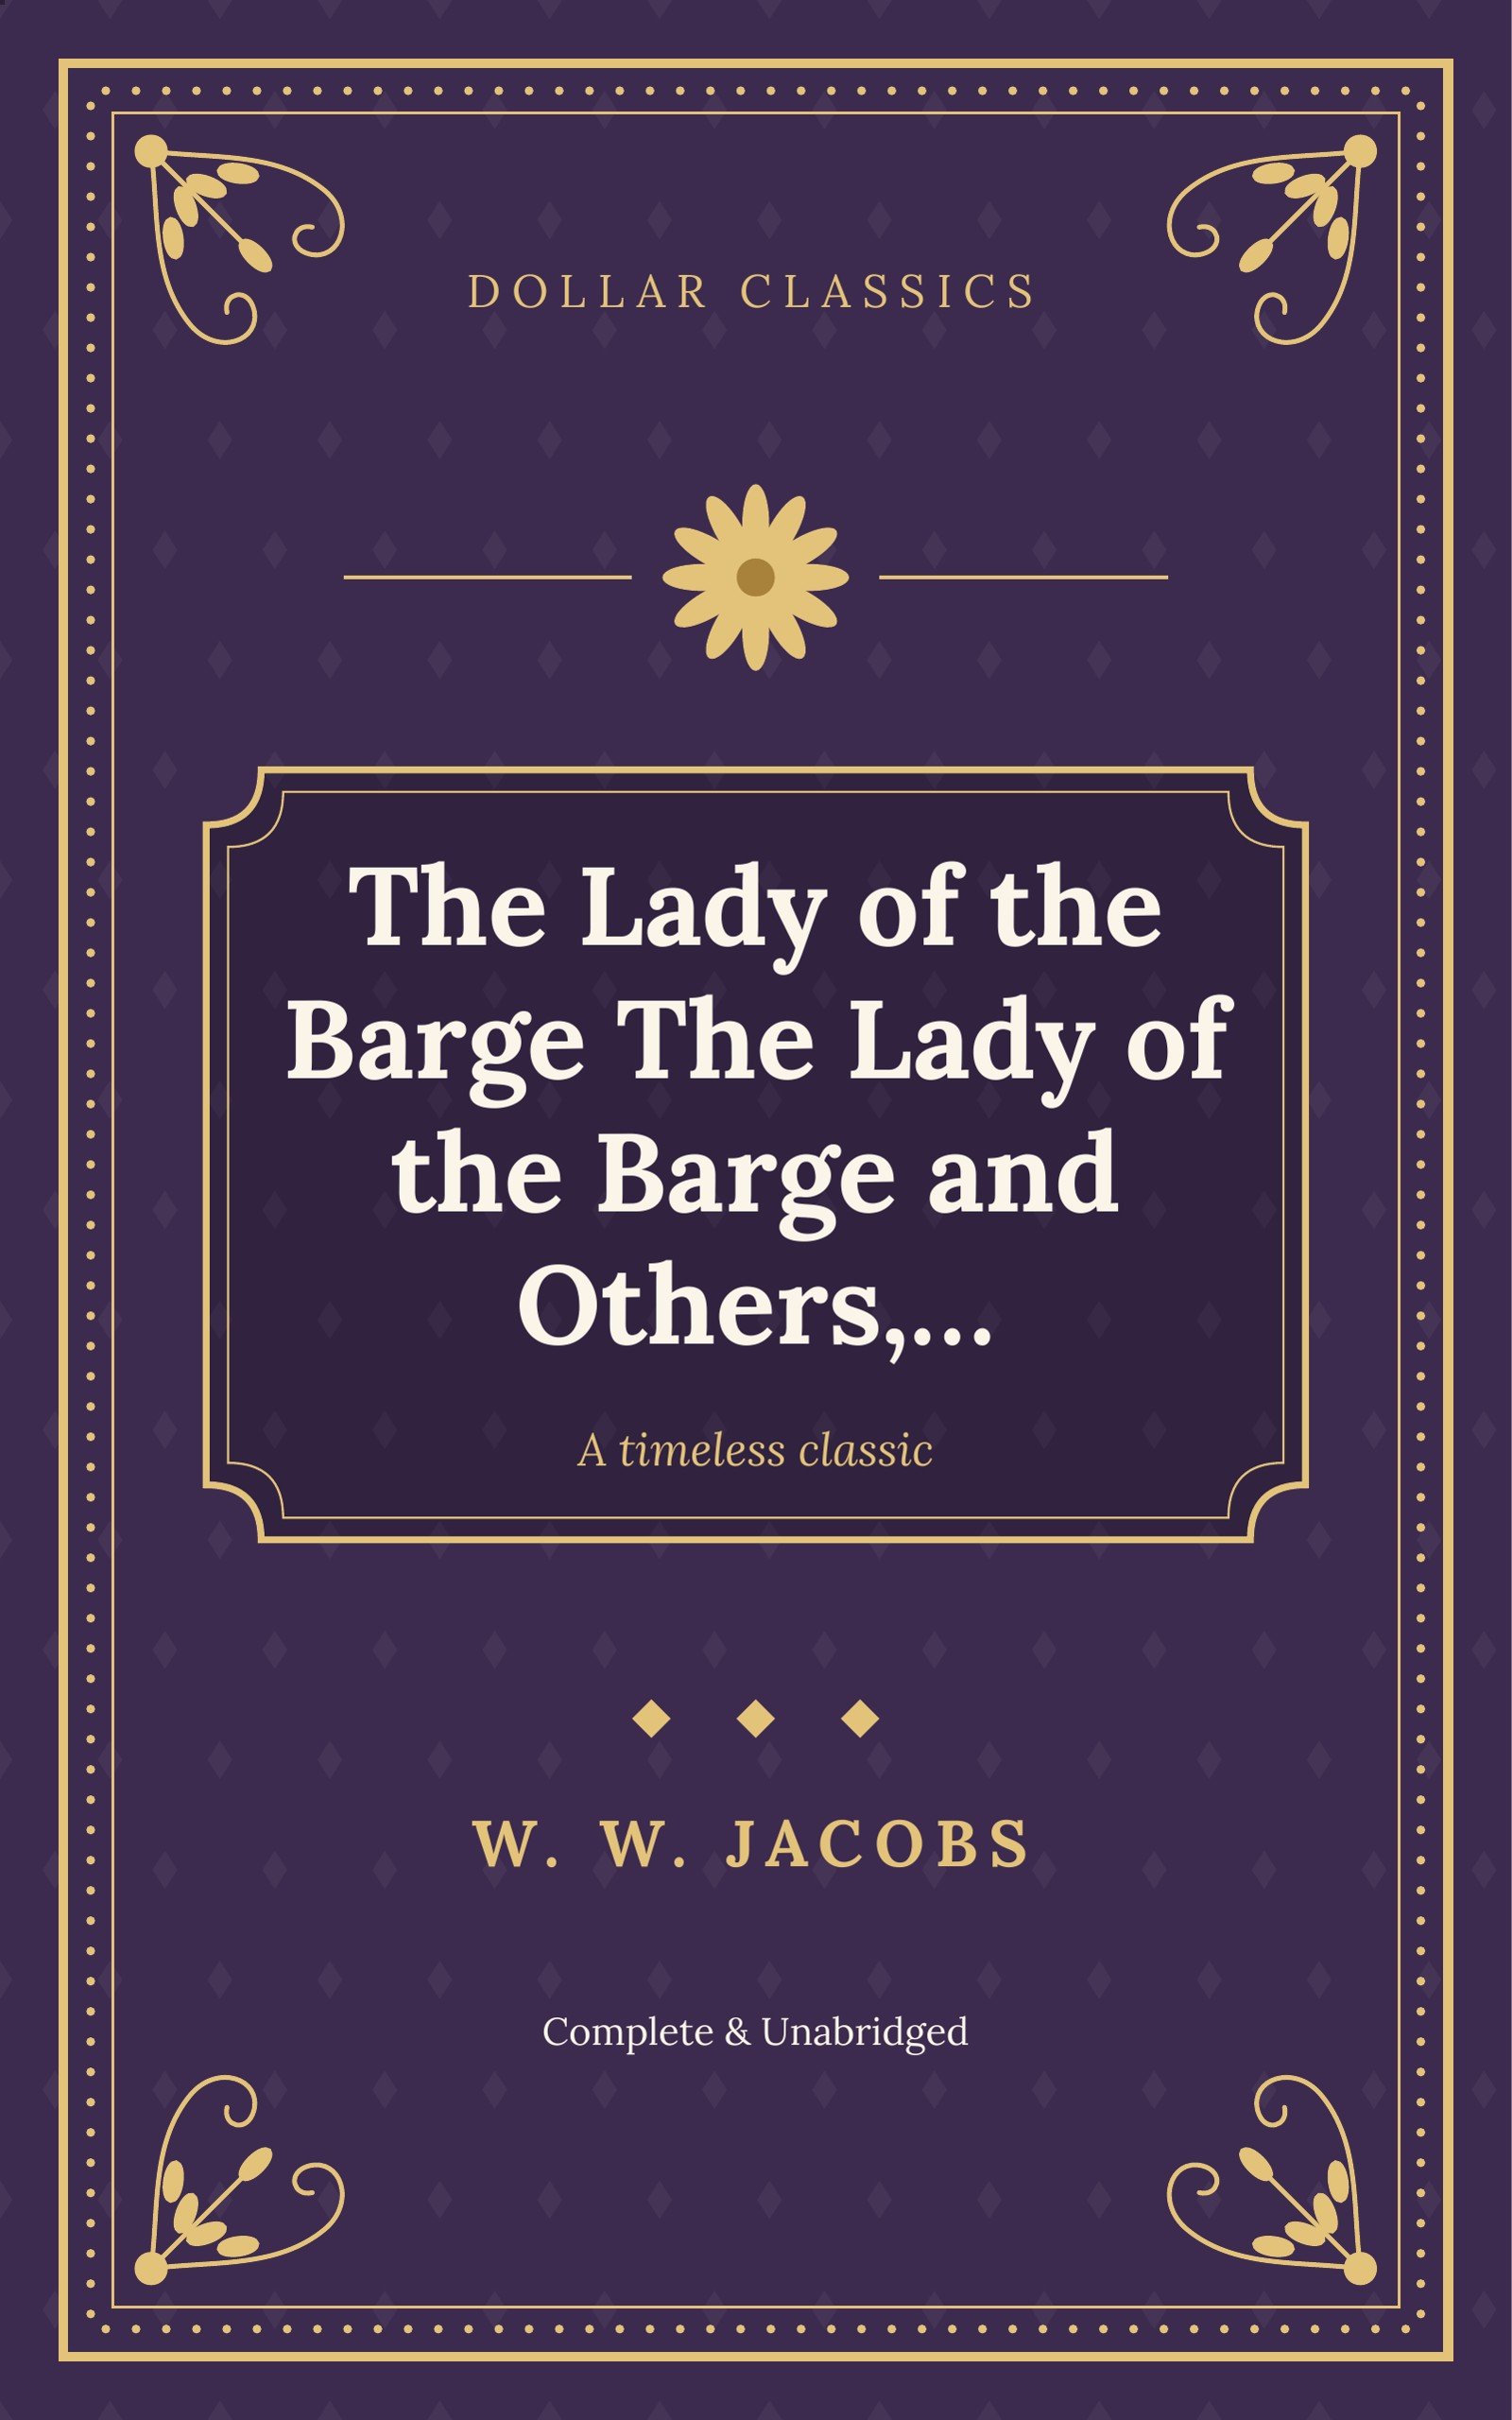 DOLLAR CLASSICS
The Lady of the
Barge The Lady of
the Barge and
Others,...
A timeless classic
W. W. JACOBS
Complete & Unabridged